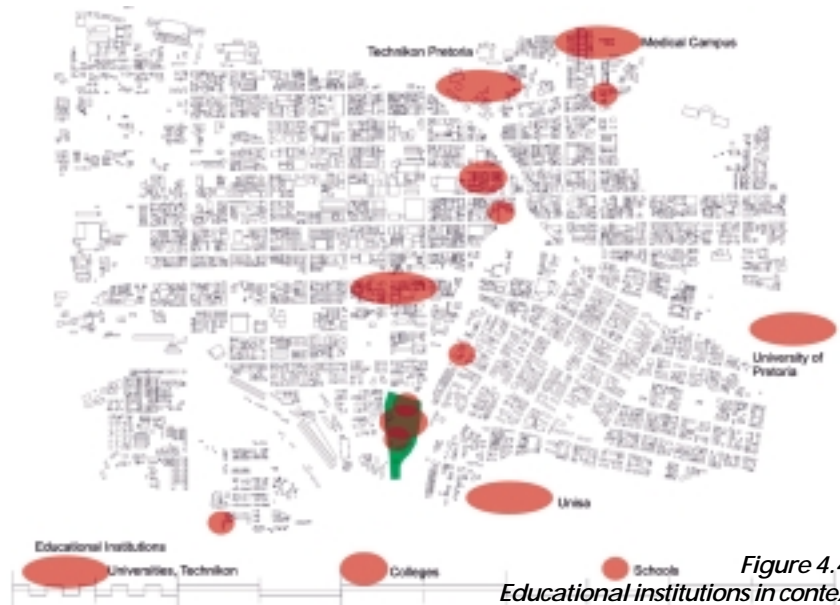 Technikon Pretoria
Medical Campus
University of
Pretoria
Unisa
Educational Institutions
Universities, Technikon
Colleges
Schools
Figure 4.4
Educational institutions in conte